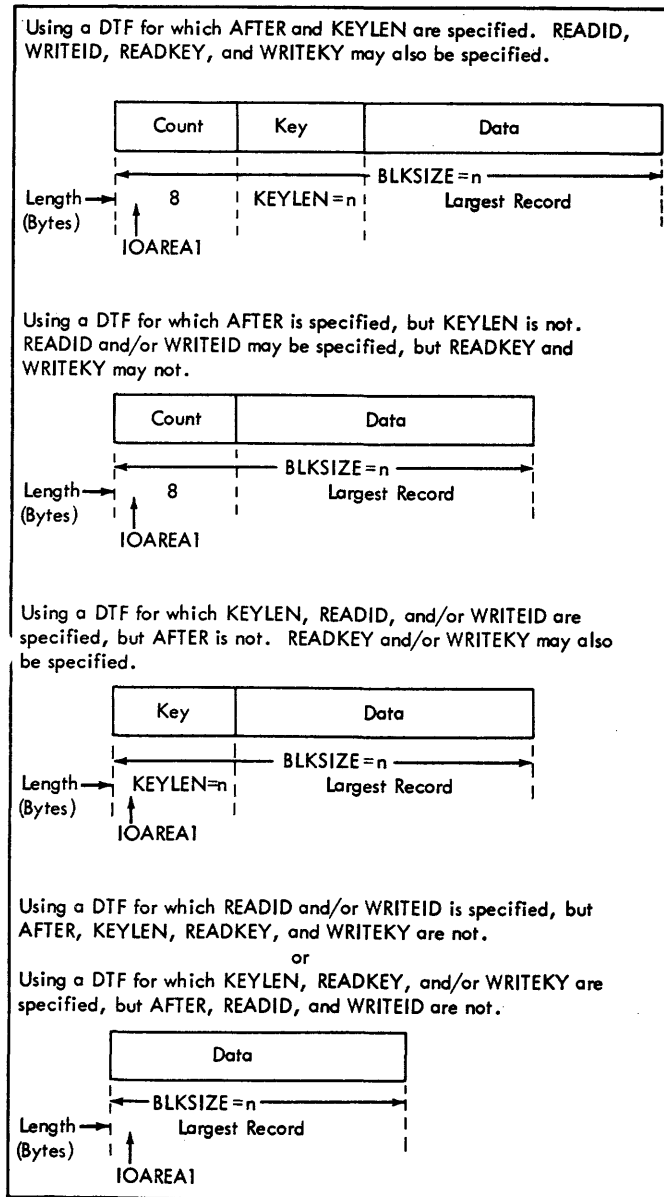 Using a DTF for which AFTER and KEYLEN are specified. READID,
WRITEID, READKEY, and WRITEKY may also be specified.
Count Key Data
BLKSIZE=n
Length 8 KEYLEN=n Largest Record
(Bytes)
IOAREA1
Using a DTF for which AFTER is specified, but KEYLEN is not.
READID and/or WRITEID may be specified, but READKEY and
WRITEKY may not.
Count Data
BLKSIZE=n
Length 8 Largest Record
(Bytes)
IOAREA1
Using a DTF for which KEYLEN, READID, and/or WRITEID are
specified, but AFTER is not. READKEY and/or WRITEKY may also
be specified.
Key Data
BLKSIZE=n
Length KEYLEN=n Largest Record
(Bytes)
IOAREA1
Using a DTF for which READID and/or WRITEID is specified, but
AFTER, KEYLEN, READKEY, and WRITEKY are not.
or
Using a DTF for which KEYLEN, READKEY, and/or WRITEKY are
specified, but AFTER, READID, and WRITEID are not.
Data
BLKSIZE=n
Length Largest Record
(Bytes)
IOAREA1